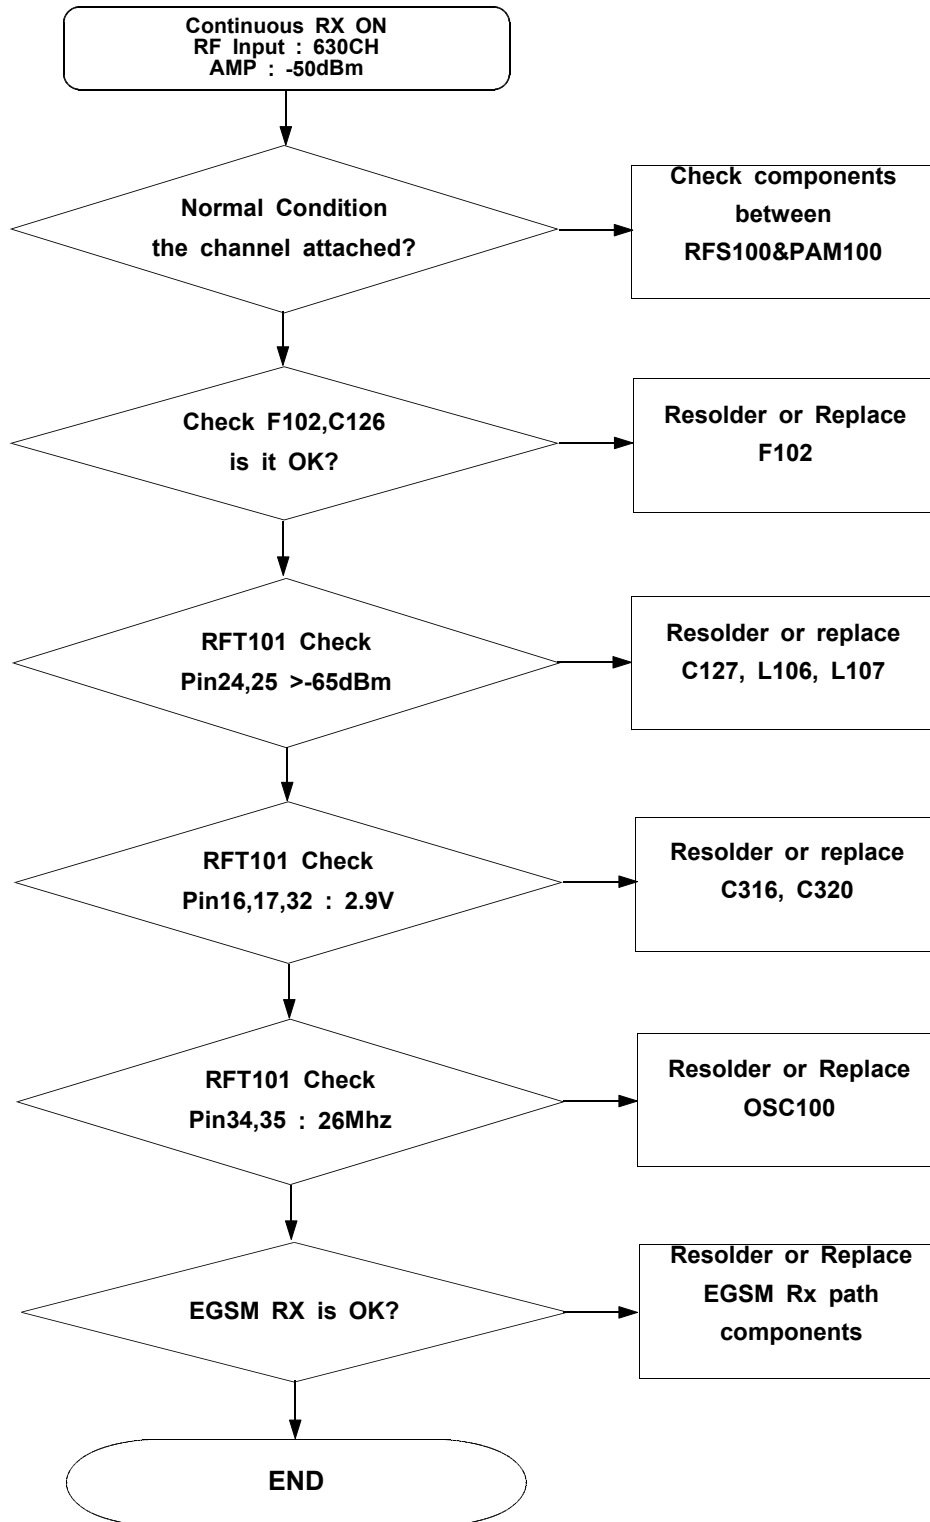 Continuous RX ON
RF Input : 630CH
AMP : -50dBm
Normal Condition
the channel attached?
Check components
between
RFS100&PAM100
Check F102,C126
is it OK?
Resolder or Replace
F102
RFT101 Check
Pin24,25 >-65dBm
Resolder or replace
C127, L106, L107
RFT101 Check
Pin16,17,32 : 2.9V
Resolder or replace
C316, C320
RFT101 Check
Pin34,35 : 26Mhz
Resolder or Replace
OSC100
EGSM RX is OK?
Resolder or Replace
EGSM Rx path
components
END